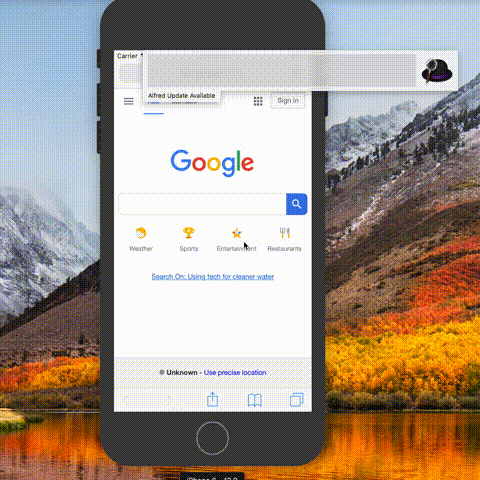 Carrier
Alfred Update Available
Sign in
Google
Weather
Sports
Entertainment
Restaurants
Search On: Using tech for cleaner water
Unknown - Use precise location